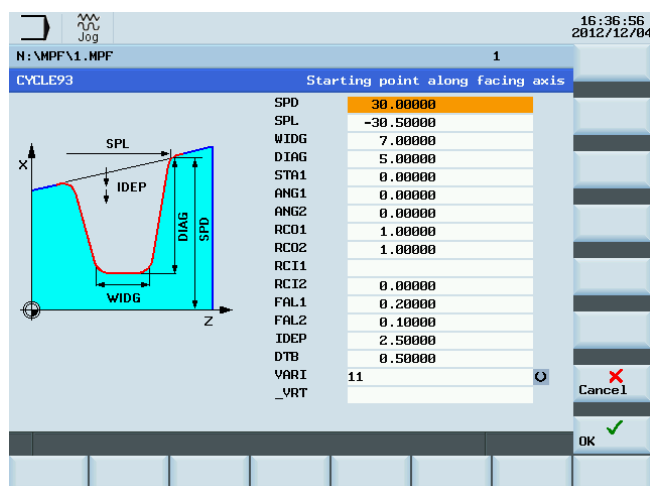 Jog
16:36:56
2012/12/04
N:\MPF\1.MPF 1
CYCLE93 Starting point along facing axis
SPD 30.00000
SPL -30.50000
WIDG 7.00000
DIAG 5.00000
STA1 0.00000
ANG1 0.00000
ANG2 0.00000
RCO1 1.00000
RCO2 1.00000
RCI1
RCI2 0.00000
FAL1 0.20000
FAL2 0.10000
IDEP 2.50000
DTB 0.50000
VARI 11
_VRT
X
SPL
IDEP
DIAG
SPD
WIDG
Z
Cancel
OK